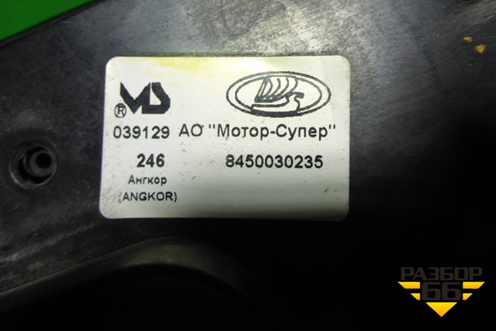 MS
® 
039129 АО "Мотор-Супер"
246 8450030235
Ангкор
(ANGKOR)
РАЗБОР
66